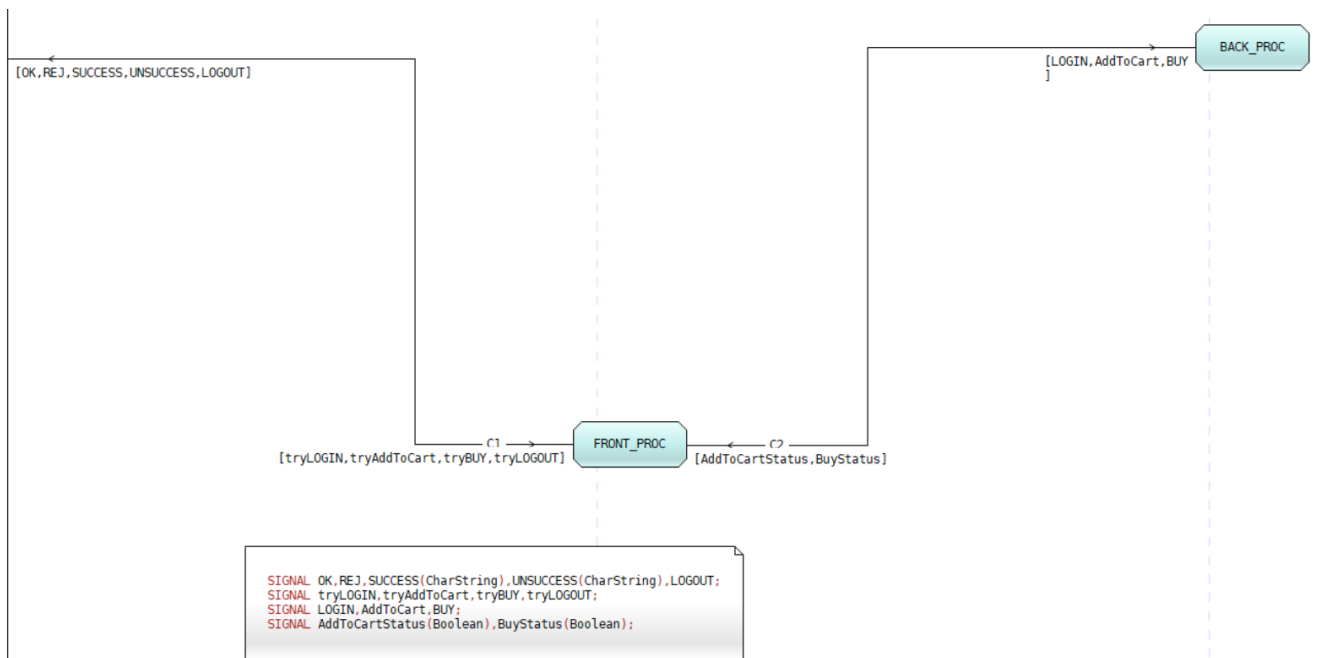 BACK_PROC
[OK,REJ,SUCCESS,UNSUCCESS,LOGOUT]
[LOGIN,AddToCart,BUY
]
C1
FRONT_PROC
C2
[tryLOGIN,tryAddToCart,tryBUY,tryLOGOUT]
[AddToCartStatus,BuyStatus]
SIGNAL OK,REJ,SUCCESS(CharString),UNSUCCESS(CharString),LOGOUT;
SIGNAL tryLOGIN,tryAddToCart,tryBUY,tryLOGOUT;
SIGNAL LOGIN,AddToCart,BUY;
SIGNAL AddToCartStatus(Boolean),BuyStatus(Boolean);